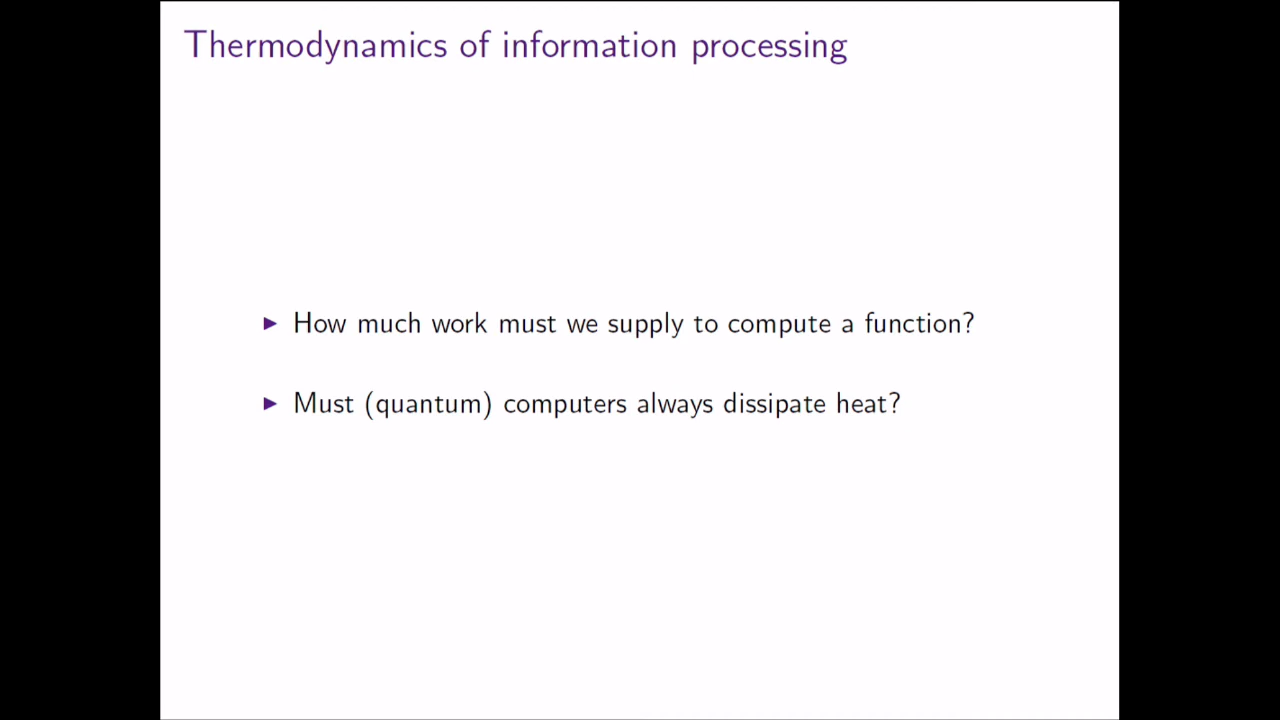 Thermodynamics of information processing
▶ How much work must we supply to compute a function?
▶ Must (quantum) computers always dissipate heat?